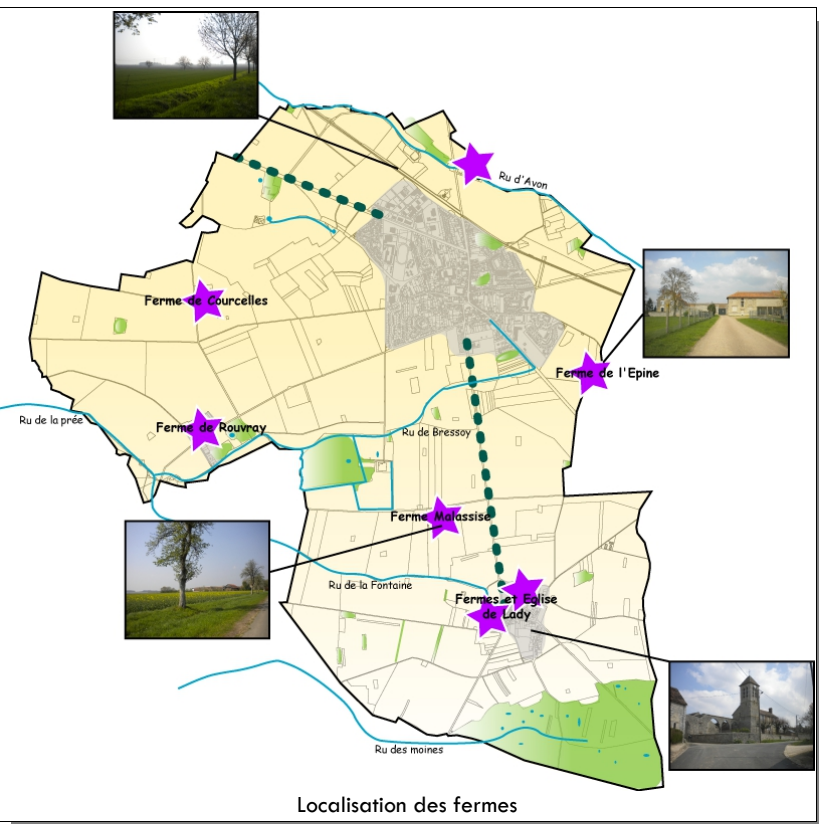 Ru d'Avon
Ferme de Courcelles
Ferme de l'Epine
Ru de la prée
Ferme de Rouvray
Ru de Bressoy
Ferme Malassise
Ru de la Fontaine
Fermes et Eglise
de Lady
Ru des moines
Localisation des fermes